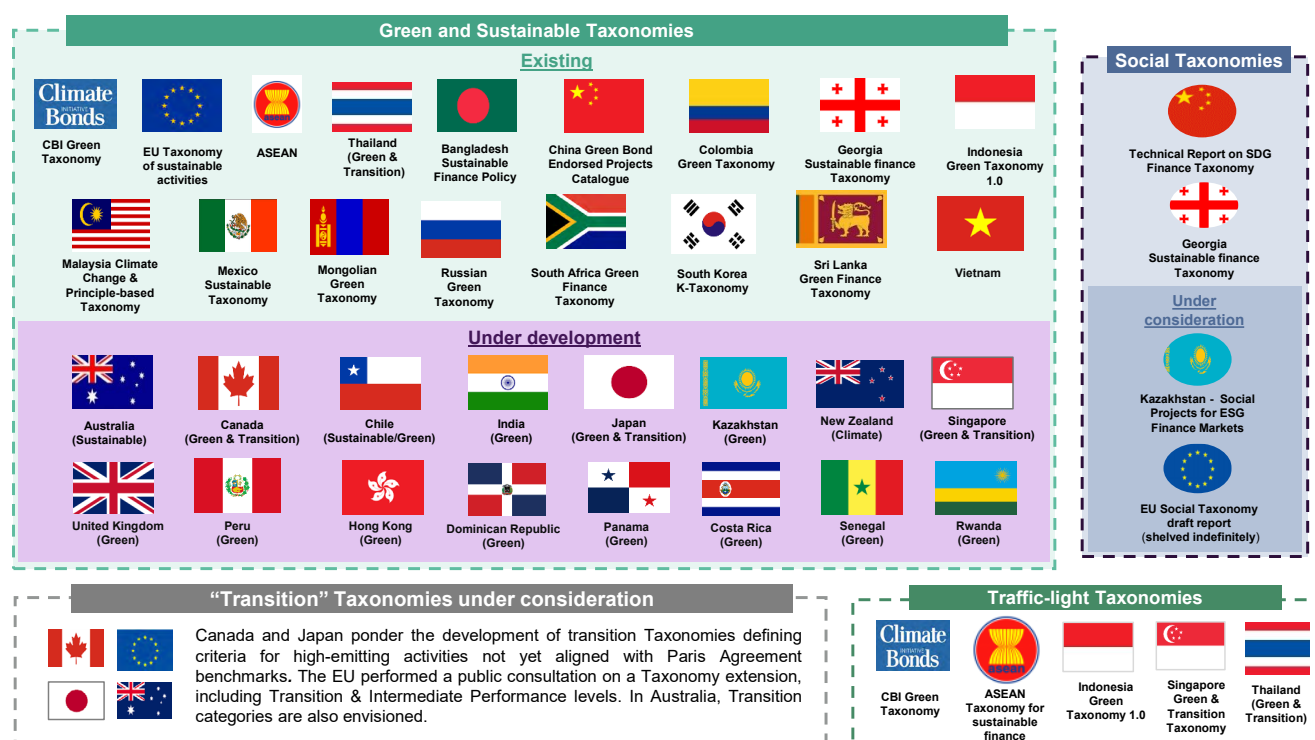 Green and Sustainable Taxonomies
Existing
Climate
INITIATIVE
Bonds
CBI Green
Taxonomy
EU Taxonomy
of sustainable
activities
asean
ASEAN
Thailand
(Green &
Transition)
Bangladesh
Sustainable
Finance Policy
China Green Bond
Endorsed Projects
Catalogue
Colombia
Green Taxonomy
Georgia
Sustainable finance
Taxonomy
Indonesia
Green Taxonomy
1.0
Malaysia Climate
Change &
Principle-based
Taxonomy
Mexico
Sustainable
Taxonomy
Mongolian
Green
Taxonomy
Russian
Green
Taxonomy
South Africa Green
Finance
Taxonomy
South Korea
K-Taxonomy
Sri Lanka
Green Finance
Taxonomy
Vietnam
Under development
Australia
(Sustainable)
Canada
(Green & Transition)
Chile
(Sustainable/Green)
India
(Green)
Japan
(Green & Transition)
Kazakhstan
(Green)
New Zealand
(Climate)
Singapore
(Green & Transition)
United Kingdom
(Green)
Peru
(Green)
Hong Kong
(Green)
Dominican Republic
(Green)
Panama
(Green)
Costa Rica
(Green)
Senegal
(Green)
Rwanda
(Green)
Social Taxonomies
Technical Report on SDG
Finance Taxonomy
Georgia
Sustainable finance
Taxonomy
Under
consideration
Kazakhstan - Social
Projects for ESG
Finance Markets
EU Social Taxonomy
draft report
(shelved indefinitely)
“Transition” Taxonomies under consideration
Canada and Japan ponder the development of transition Taxonomies defining
criteria for high-emitting activities not yet aligned with Paris Agreement
benchmarks. The EU performed a public consultation on a Taxonomy extension,
including Transition & Intermediate Performance levels. In Australia, Transition
categories are also envisioned.
Traffic-light Taxonomies
Climate
INITIATIVE
Bonds
CBI Green
Taxonomy
asean
ASEAN
Taxonomy for
sustainable
finance
Indonesia
Green
Taxonomy 1.0
Singapore
Green &
Transition
Taxonomy
Thailand
(Green &
Transition)